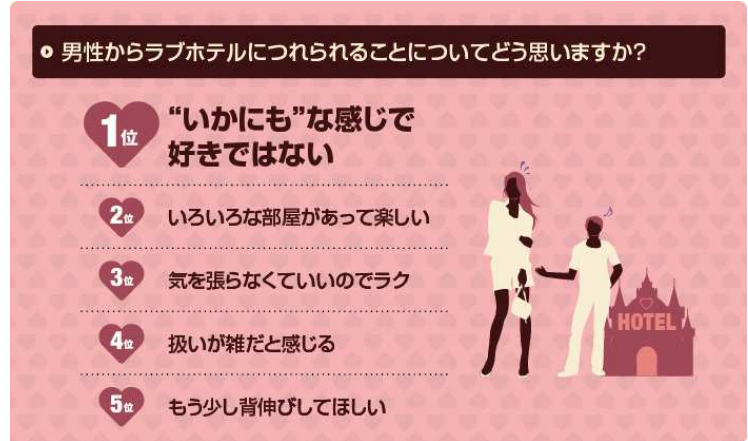 男性からラブホテルにつれられることについてどう思いますか?
1位 “いかにも”な感じで
好きではない
2位 いろいろな部屋があって楽しい
3位 気を張らなくていいのでラク
4位 扱いが雑だと感じる
5位 もう少し背伸びしてほしい
HOTEL